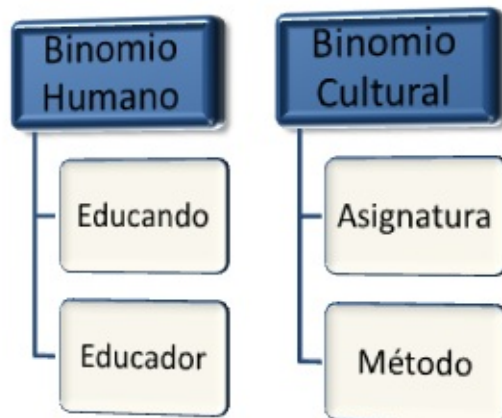 Binomio
Humano
Educando
Educador
Binomio
Cultural
Asignatura
Método